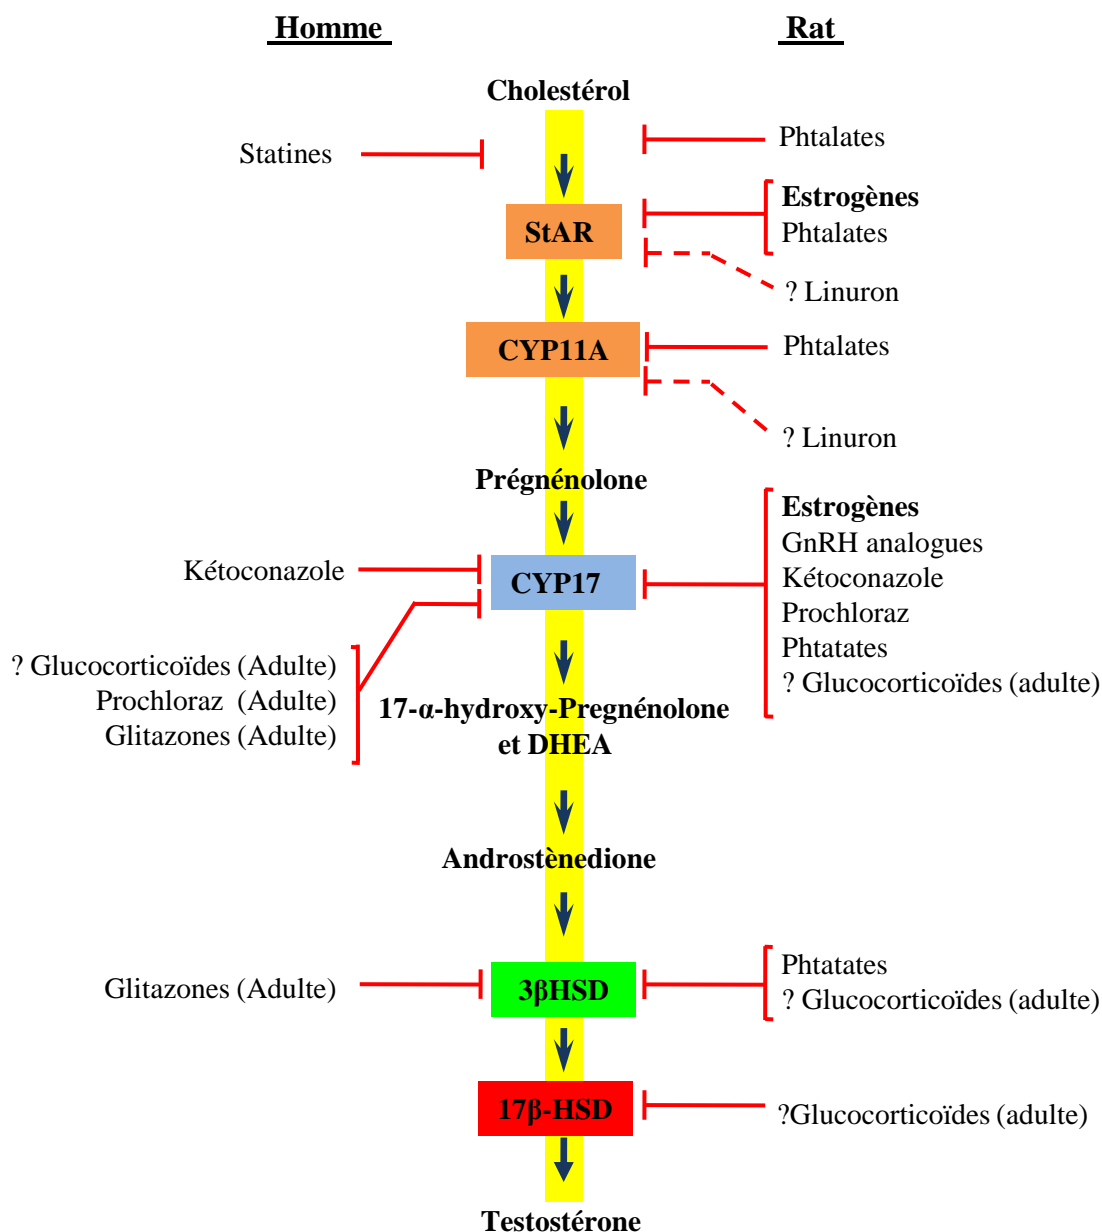 Homme
Rat
Cholestérol
Statines
Phtalates
Estrogènes
Phtalates
StAR
? Linuron
CYP11A
Phtalates
? Linuron
Prégnénolone
Estrogènes
GnRH analogues
Kétoconazole
Prochloraz
Phtatates
? Glucocorticoïdes (adulte)
Kétoconazole
CYP17
? Glucocorticoïdes (Adulte)
Prochloraz (Adulte)
Glitazones (Adulte)
17-α-hydroxy-Pregnénolone
et DHEA
Androstènedione
Glitazones (Adulte)
3βHSD
Phtatates
? Glucocorticoïdes (adulte)
17β-HSD
?Glucocorticoïdes (adulte)
Testostérone